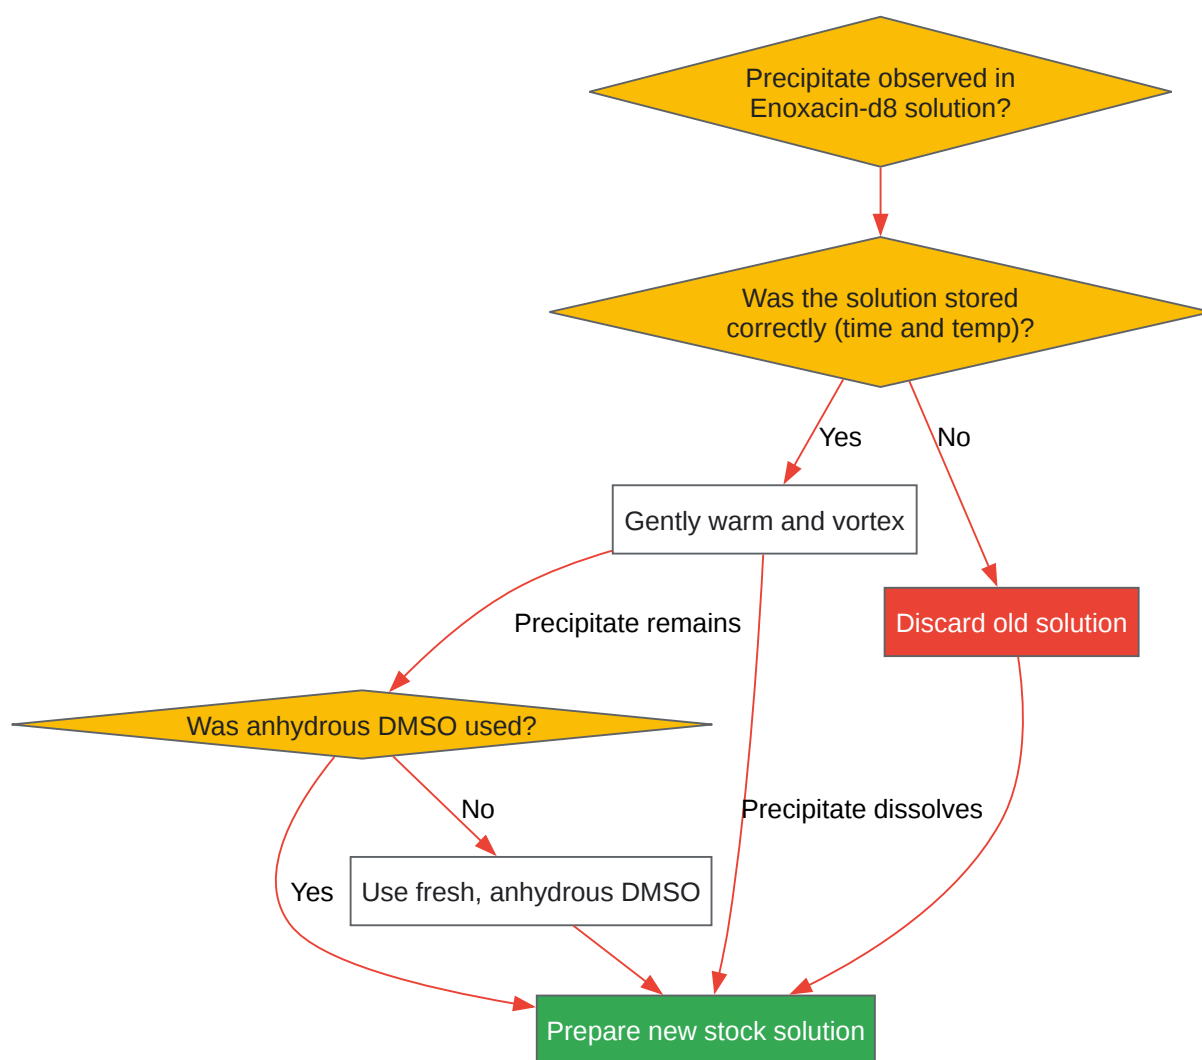 Precipitate observed in
Enoxacin-d8 solution?
Was the solution stored
correctly (time and temp)?
Yes
No
Gently warm and vortex
Discard old solution
Precipitate remains
Was anhydrous DMSO used?
No
Precipitate dissolves
Yes
Use fresh, anhydrous DMSO
Prepare new stock solution